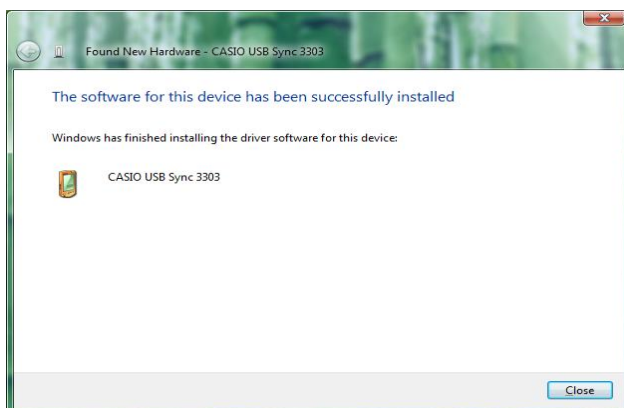 Found New Hardware - CASIO USB Sync 3303
The software for this device has been successfully installed
Windows has finished installing the driver software for this device:
CASIO USB Sync 3303
Close